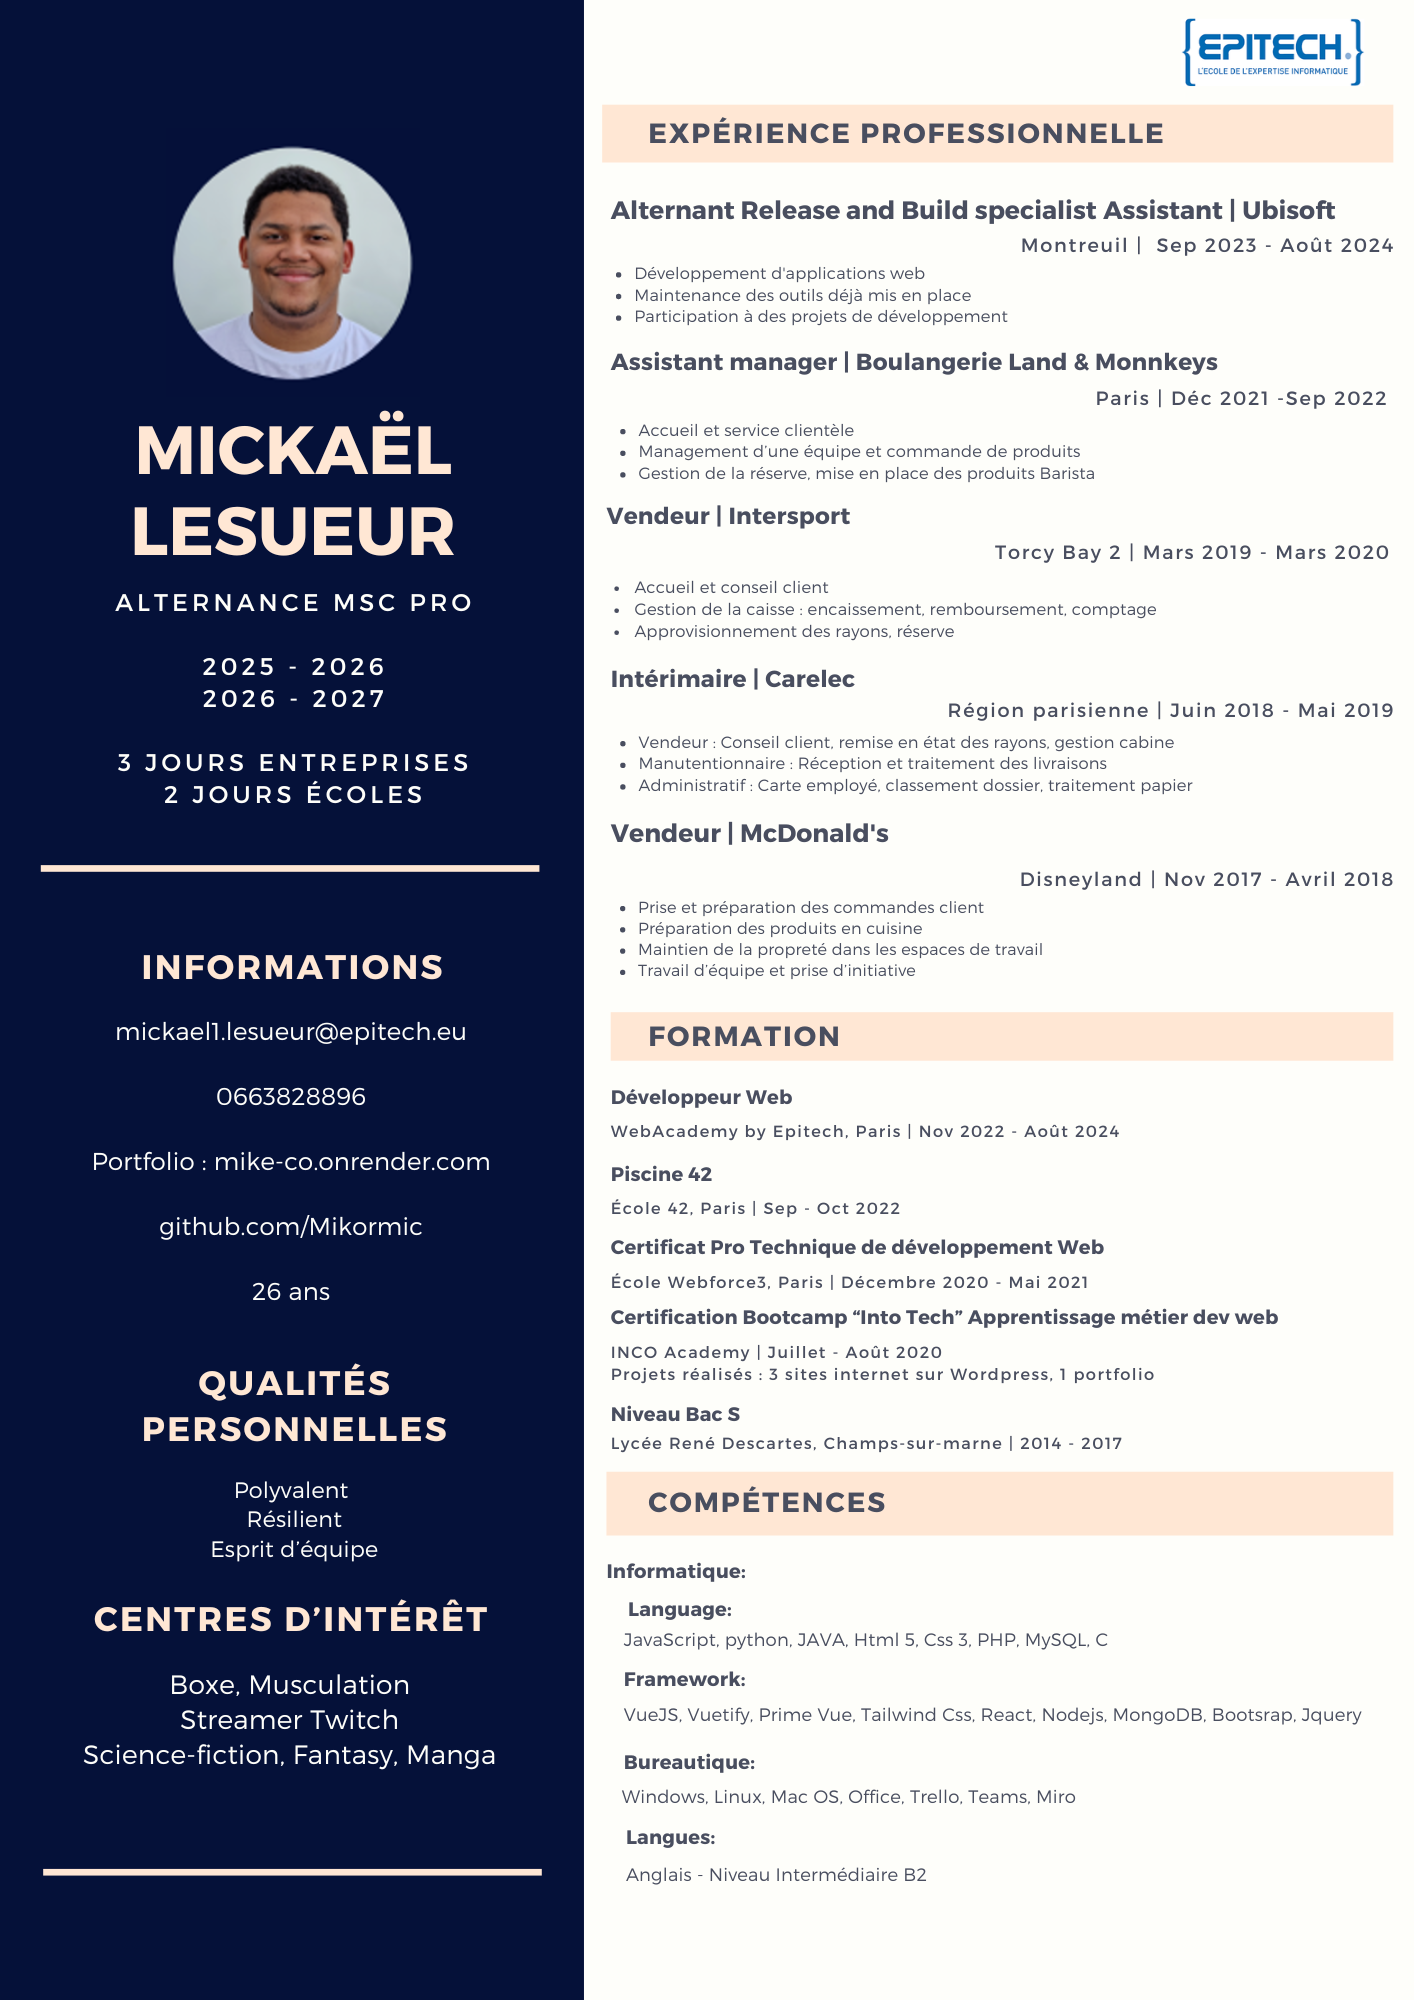 MICKAËL
LESUEUR
ALTERNANCE MSC PRO
2025 - 2026
2026 - 2027
3 JOURS ENTREPRISES
2 JOURS ÉCOLES
INFORMATIONS
mickael1.lesueur@epitech.eu
0663828896
Portfolio : mike-co.onrender.com
github.com/Mikormic
26 ans
QUALITÉS
PERSONNELLES
Polyvalent
Résilient
Esprit d’équipe
CENTRES D’INTÉRÊT
Boxe, Musculation
Streamer Twitch
Science-fiction, Fantasy, Manga
{EPITECH.}
L'ECOLE DE L'EXPERTISE INFORMATIQUE
EXPÉRIENCE PROFESSIONNELLE
Alternant Release and Build specialist Assistant | Ubisoft
Montreuil | Sep 2023 - Août 2024
• Développement d'applications web
• Maintenance des outils déjà mis en place
• Participation à des projets de développement
Assistant manager | Boulangerie Land & Monnkeys
Paris | Déc 2021 -Sep 2022
• Accueil et service clientèle
• Management d’une équipe et commande de produits
• Gestion de la réserve, mise en place des produits Barista
Vendeur | Intersport
Torcy Bay 2 | Mars 2019 - Mars 2020
• Accueil et conseil client
• Gestion de la caisse : encaissement, remboursement, comptage
• Approvisionnement des rayons, réserve
Intérimaire | Carelec
Région parisienne | Juin 2018 - Mai 2019
• Vendeur : Conseil client, remise en état des rayons, gestion cabine
• Manutentionnaire : Réception et traitement des livraisons
• Administratif : Carte employé, classement dossier, traitement papier
Vendeur | McDonald's
Disneyland | Nov 2017 - Avril 2018
• Prise et préparation des commandes client
• Préparation des produits en cuisine
• Maintien de la propreté dans les espaces de travail
• Travail d’équipe et prise d’initiative
FORMATION
Développeur Web
WebAcademy by Epitech, Paris | Nov 2022 - Août 2024
Piscine 42
École 42, Paris | Sep - Oct 2022
Certificat Pro Technique de développement Web
École Webforce3, Paris | Décembre 2020 - Mai 2021
Certification Bootcamp “Into Tech” Apprentissage métier dev web
INCO Academy | Juillet - Août 2020
Projets réalisés : 3 sites internet sur Wordpress, 1 portfolio
Niveau Bac S
Lycée René Descartes, Champs-sur-marne | 2014 - 2017
COMPÉTENCES
Informatique:
Language:
JavaScript, python, JAVA, Html 5, Css 3, PHP, MySQL, C
Framework:
VueJS, Vuetify, Prime Vue, Tailwind Css, React, Nodejs, MongoDB, Bootsrap, Jquery
Bureautique:
Windows, Linux, Mac OS, Office, Trello, Teams, Miro
Langues:
Anglais - Niveau Intermédiaire B2